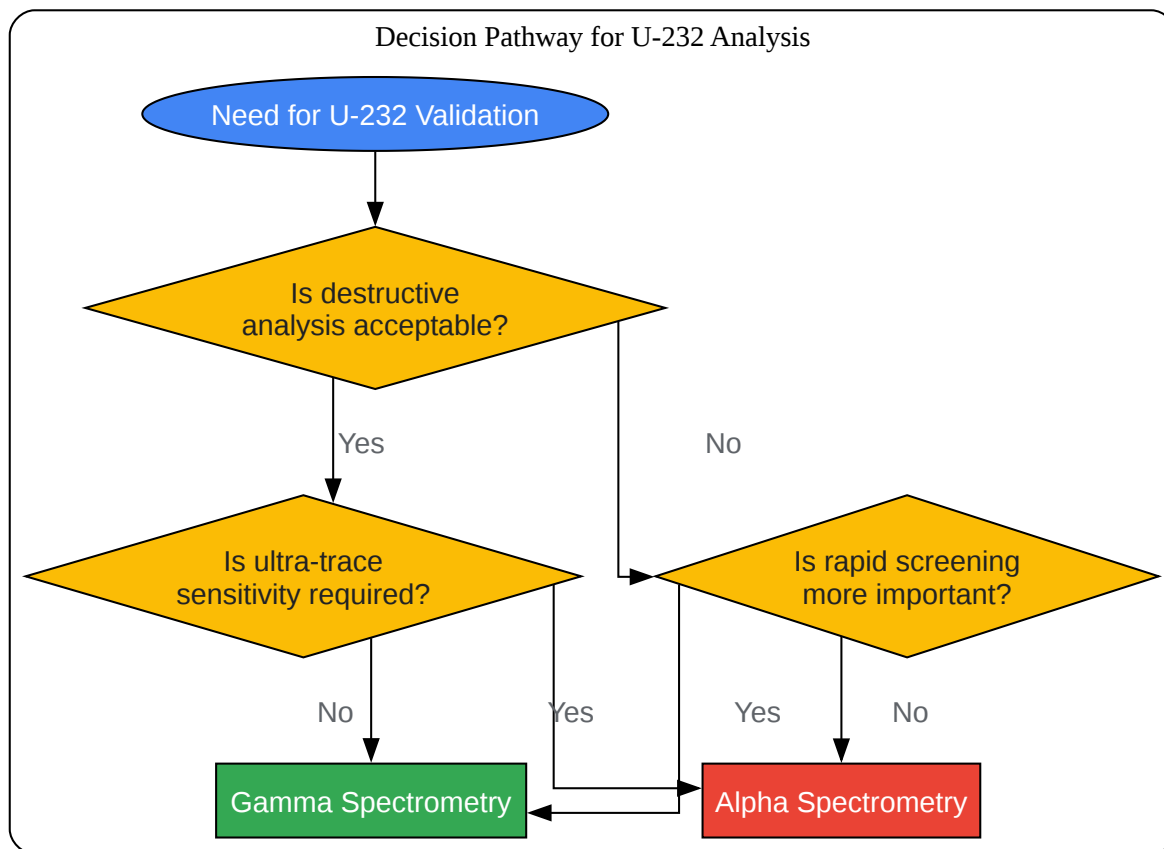 Decision Pathway for U-232 Analysis
Need for U-232 Validation
Is destructive
analysis acceptable?
Yes
No
Is ultra-trace
sensitivity required?
Is rapid screening
more important?
No
Yes
Yes
No
Gamma Spectrometry
Alpha Spectrometry